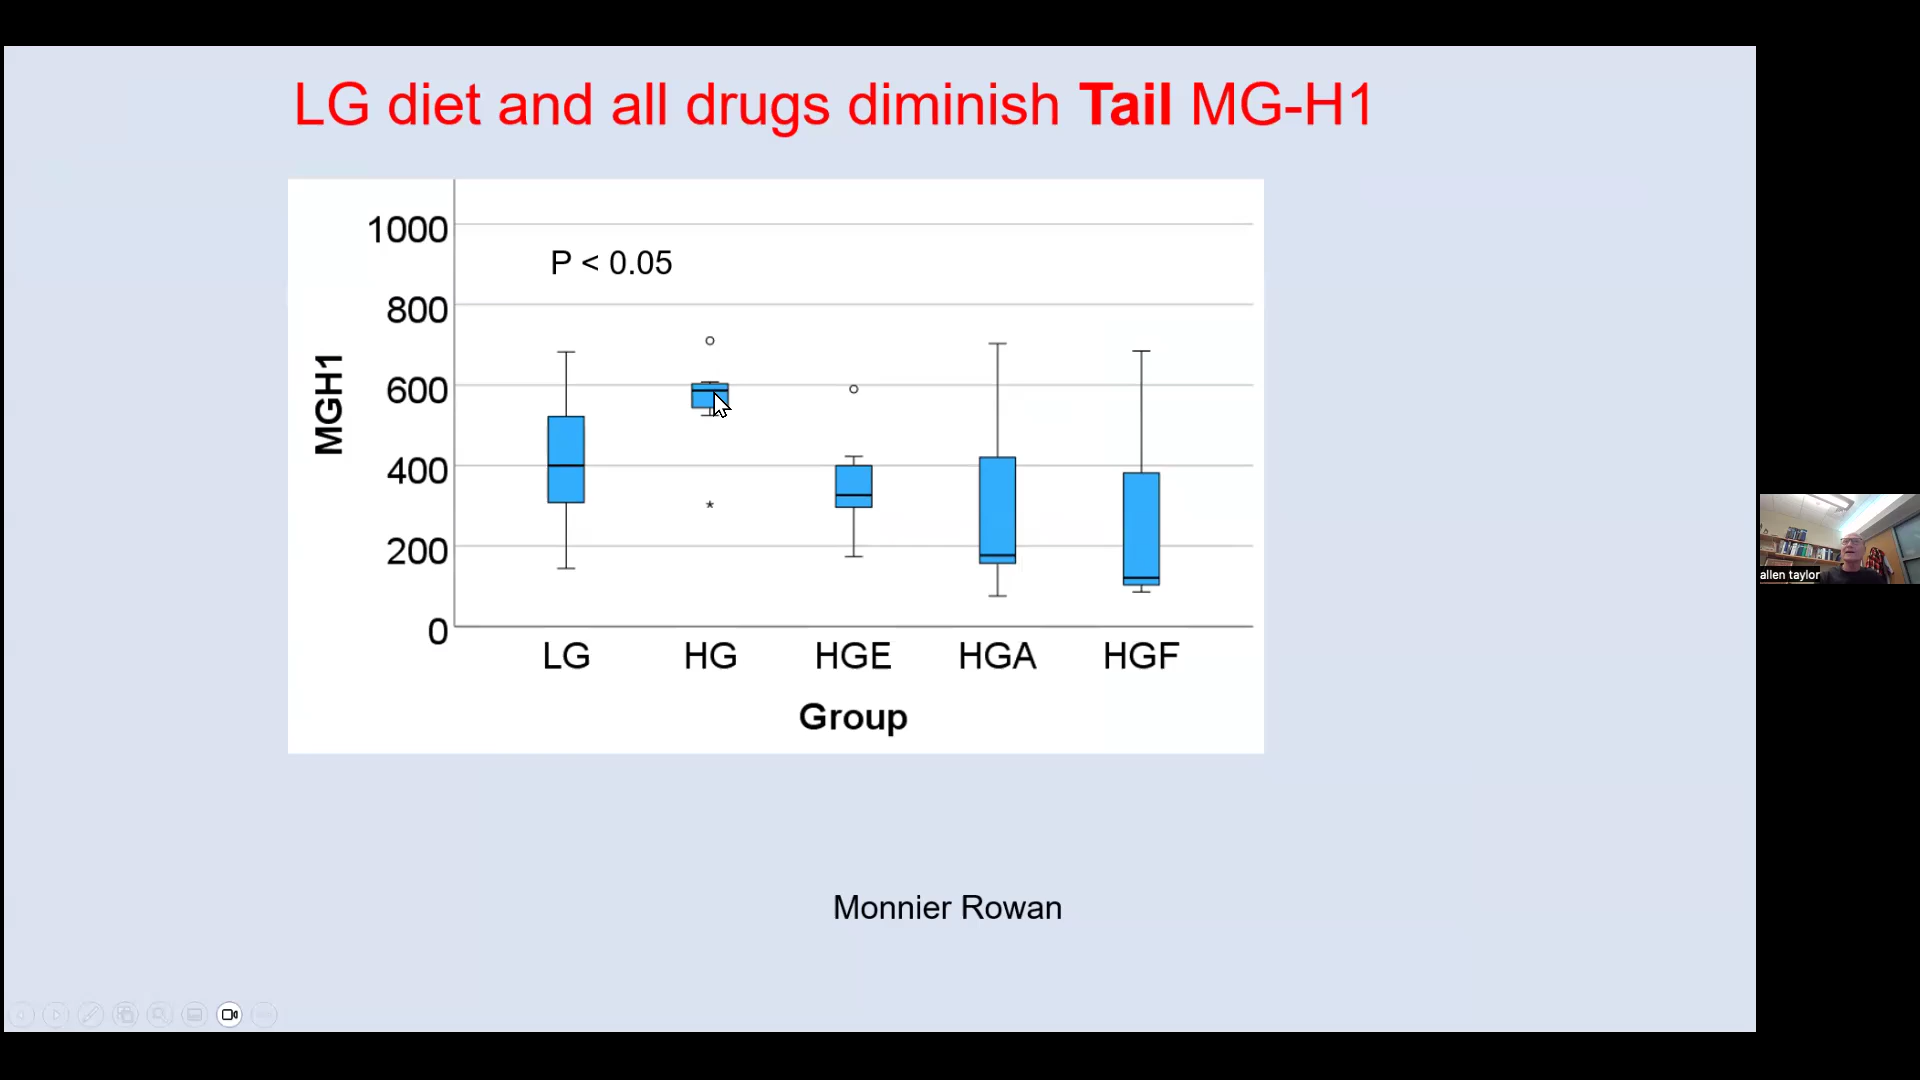 LG diet and all drugs diminish Tail MG-H1
1000
P < 0.05
800
600
400
200
0
MGH1
LG HG HGE HGA HGF
Group
allen taylor
Monnier Rowan